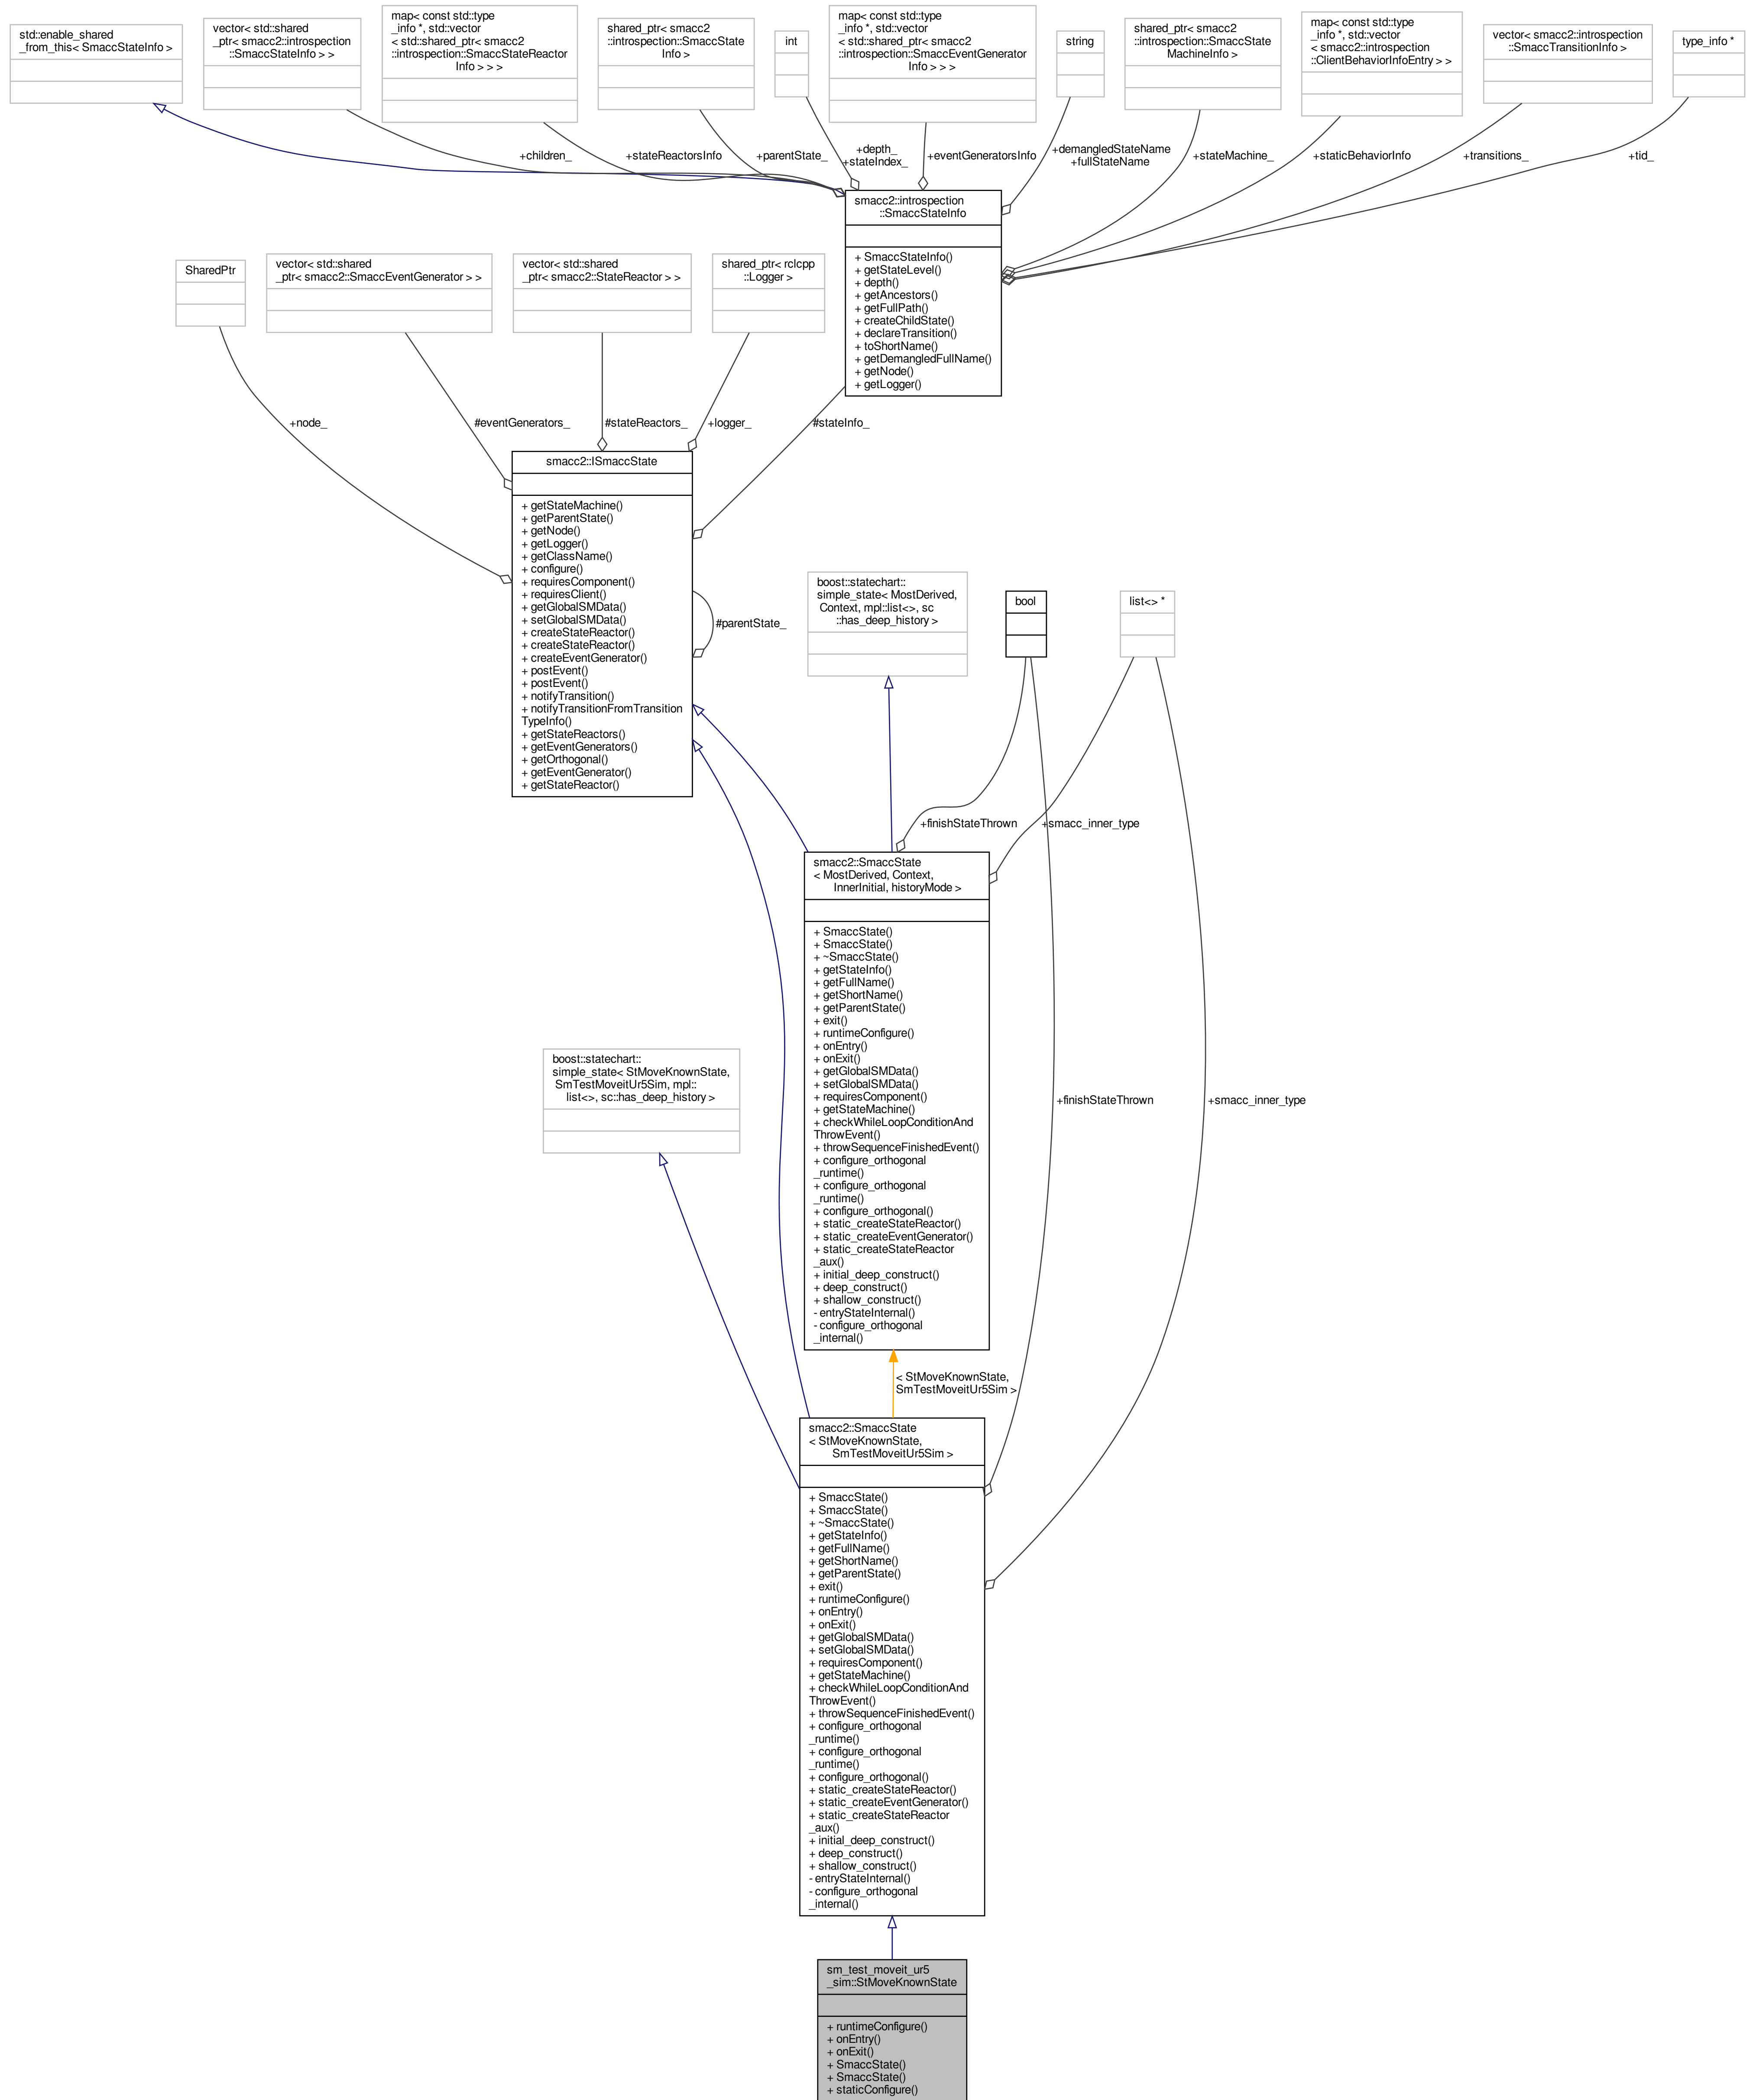 std::enable_shared
_from_this< SmaccStateInfo >
vector< std::shared
_ptr< smacc2::introspection
::SmaccStateInfo > >
map< const std::type
_info *, std::vector
< std::shared_ptr< smacc2
::introspection::SmaccStateReactor
Info > > >
shared_ptr< smacc2
::introspection::SmaccState
Info >
int
map< const std::type
_info *, std::vector
< std::shared_ptr< smacc2
::introspection::SmaccEventGenerator
Info > > >
string
shared_ptr< smacc2
::introspection::SmaccState
MachineInfo >
map< const std::type
_info *, std::vector
< smacc2::introspection
::ClientBehaviorInfoEntry > >
vector< smacc2::introspection
::SmaccTransitionInfo >
type_info *
+children_
+stateReactorsInfo
+parentState_
+depth_
+stateIndex_
+eventGeneratorsInfo
+demangledStateName
+fullStateName
+stateMachine_
+staticBehaviorInfo
+transitions_
+tid_
smacc2::introspection
::SmaccStateInfo
+ SmaccStateInfo()
+ getStateLevel()
+ depth()
+ getAncestors()
+ getFullPath()
+ createChildState()
+ declareTransition()
+ toShortName()
+ getDemangledFullName()
+ getNode()
+ getLogger()
SharedPtr
vector< std::shared
_ptr< smacc2::SmaccEventGenerator > >
vector< std::shared
_ptr< smacc2::StateReactor > >
shared_ptr< rclcpp
::Logger >
+node_
#eventGenerators_
#stateReactors_
+logger_
#stateInfo_
smacc2::ISmaccState
+ getStateMachine()
+ getParentState()
+ getNode()
+ getLogger()
+ getClassName()
+ configure()
+ requiresComponent()
+ requiresClient()
+ getGlobalSMData()
+ setGlobalSMData()
+ createStateReactor()
+ createStateReactor()
+ createEventGenerator()
+ postEvent()
+ postEvent()
+ notifyTransition()
+ notifyTransitionFromTransition
TypeInfo()
+ getStateReactors()
+ getEventGenerators()
+ getOrthogonal()
+ getEventGenerator()
+ getStateReactor()
#parentState_
boost::statechart::
simple_state< MostDerived,
Context, mpl::list<>, sc
::has_deep_history >
bool
list<> *
+finishStateThrown
+smacc_inner_type
smacc2::SmaccState
< MostDerived, Context,
InnerInitial, historyMode >
+ SmaccState()
+ SmaccState()
+ ~SmaccState()
+ getStateInfo()
+ getFullName()
+ getShortName()
+ getParentState()
+ exit()
+ runtimeConfigure()
+ onEntry()
+ onExit()
+ getGlobalSMData()
+ setGlobalSMData()
+ requiresComponent()
+ getStateMachine()
+ checkWhileLoopConditionAnd
ThrowEvent()
+ throwSequenceFinishedEvent()
+ configure_orthogonal
_runtime()
+ configure_orthogonal
_runtime()
+ configure_orthogonal()
+ static_createStateReactor()
+ static_createEventGenerator()
+ static_createStateReactor
_aux()
+ initial_deep_construct()
+ deep_construct()
+ shallow_construct()
- entryStateInternal()
- configure_orthogonal
_internal()
boost::statechart::
simple_state< StMoveKnownState,
SmTestMoveitUr5Sim, mpl::
list<>, sc::has_deep_history >
+finishStateThrown
+smacc_inner_type
< StMoveKnownState,
SmTestMoveitUr5Sim >
smacc2::SmaccState
< StMoveKnownState,
SmTestMoveitUr5Sim >
+ SmaccState()
+ SmaccState()
+ ~SmaccState()
+ getStateInfo()
+ getFullName()
+ getShortName()
+ getParentState()
+ exit()
+ runtimeConfigure()
+ onEntry()
+ onExit()
+ getGlobalSMData()
+ setGlobalSMData()
+ requiresComponent()
+ getStateMachine()
+ checkWhileLoopConditionAnd
ThrowEvent()
+ throwSequenceFinishedEvent()
+ configure_orthogonal
_runtime()
+ configure_orthogonal
_runtime()
+ configure_orthogonal()
+ static_createStateReactor()
+ static_createEventGenerator()
+ static_createStateReactor
_aux()
+ initial_deep_construct()
+ deep_construct()
+ shallow_construct()
- entryStateInternal()
- configure_orthogonal
_internal()
sm_test_moveit_ur5
_sim::StMoveKnownState
+ runtimeConfigure()
+ onEntry()
+ onExit()
+ SmaccState()
+ SmaccState()
+ staticConfigure()